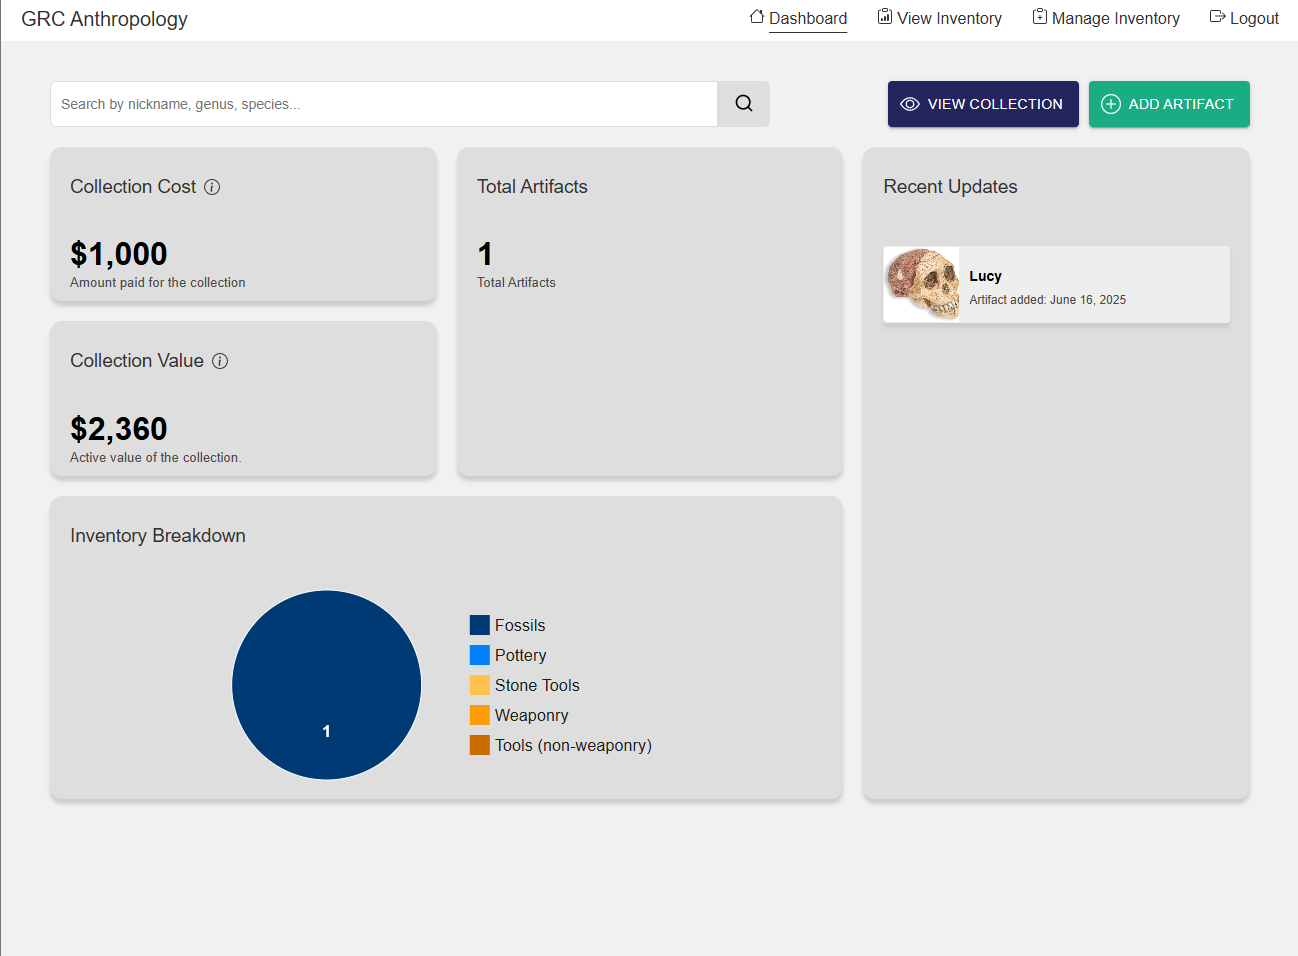 GRC Anthropology
Dashboard
View Inventory
Manage Inventory
Logout
Search by nickname, genus, species...
VIEW COLLECTION
ADD ARTIFACT
Collection Cost
$1,000
Amount paid for the collection
Total Artifacts
1
Total Artifacts
Recent Updates
Lucy
Artifact added: June 16, 2025
Collection Value
$2,360
Active value of the collection.
Inventory Breakdown
1
Fossils
Pottery
Stone Tools
Weaponry
Tools (non-weaponry)